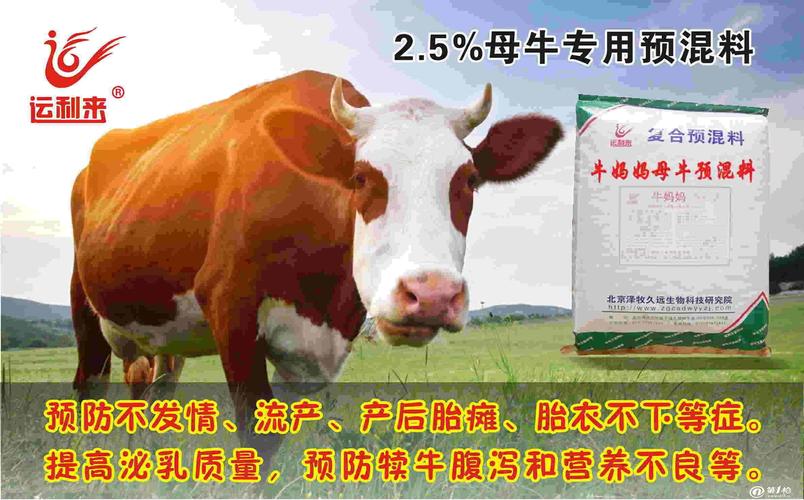 运利来®
2.5%母牛专用预混料
运利来
复合预混料
牛妈妈母牛预混料
牛妈妈
北京泽牧久远生物科技研究院
预防不发情、流产、产后胎瘫、胎衣不下等症。
提高泌乳质量，预防犊牛腹泻和营养不良等。